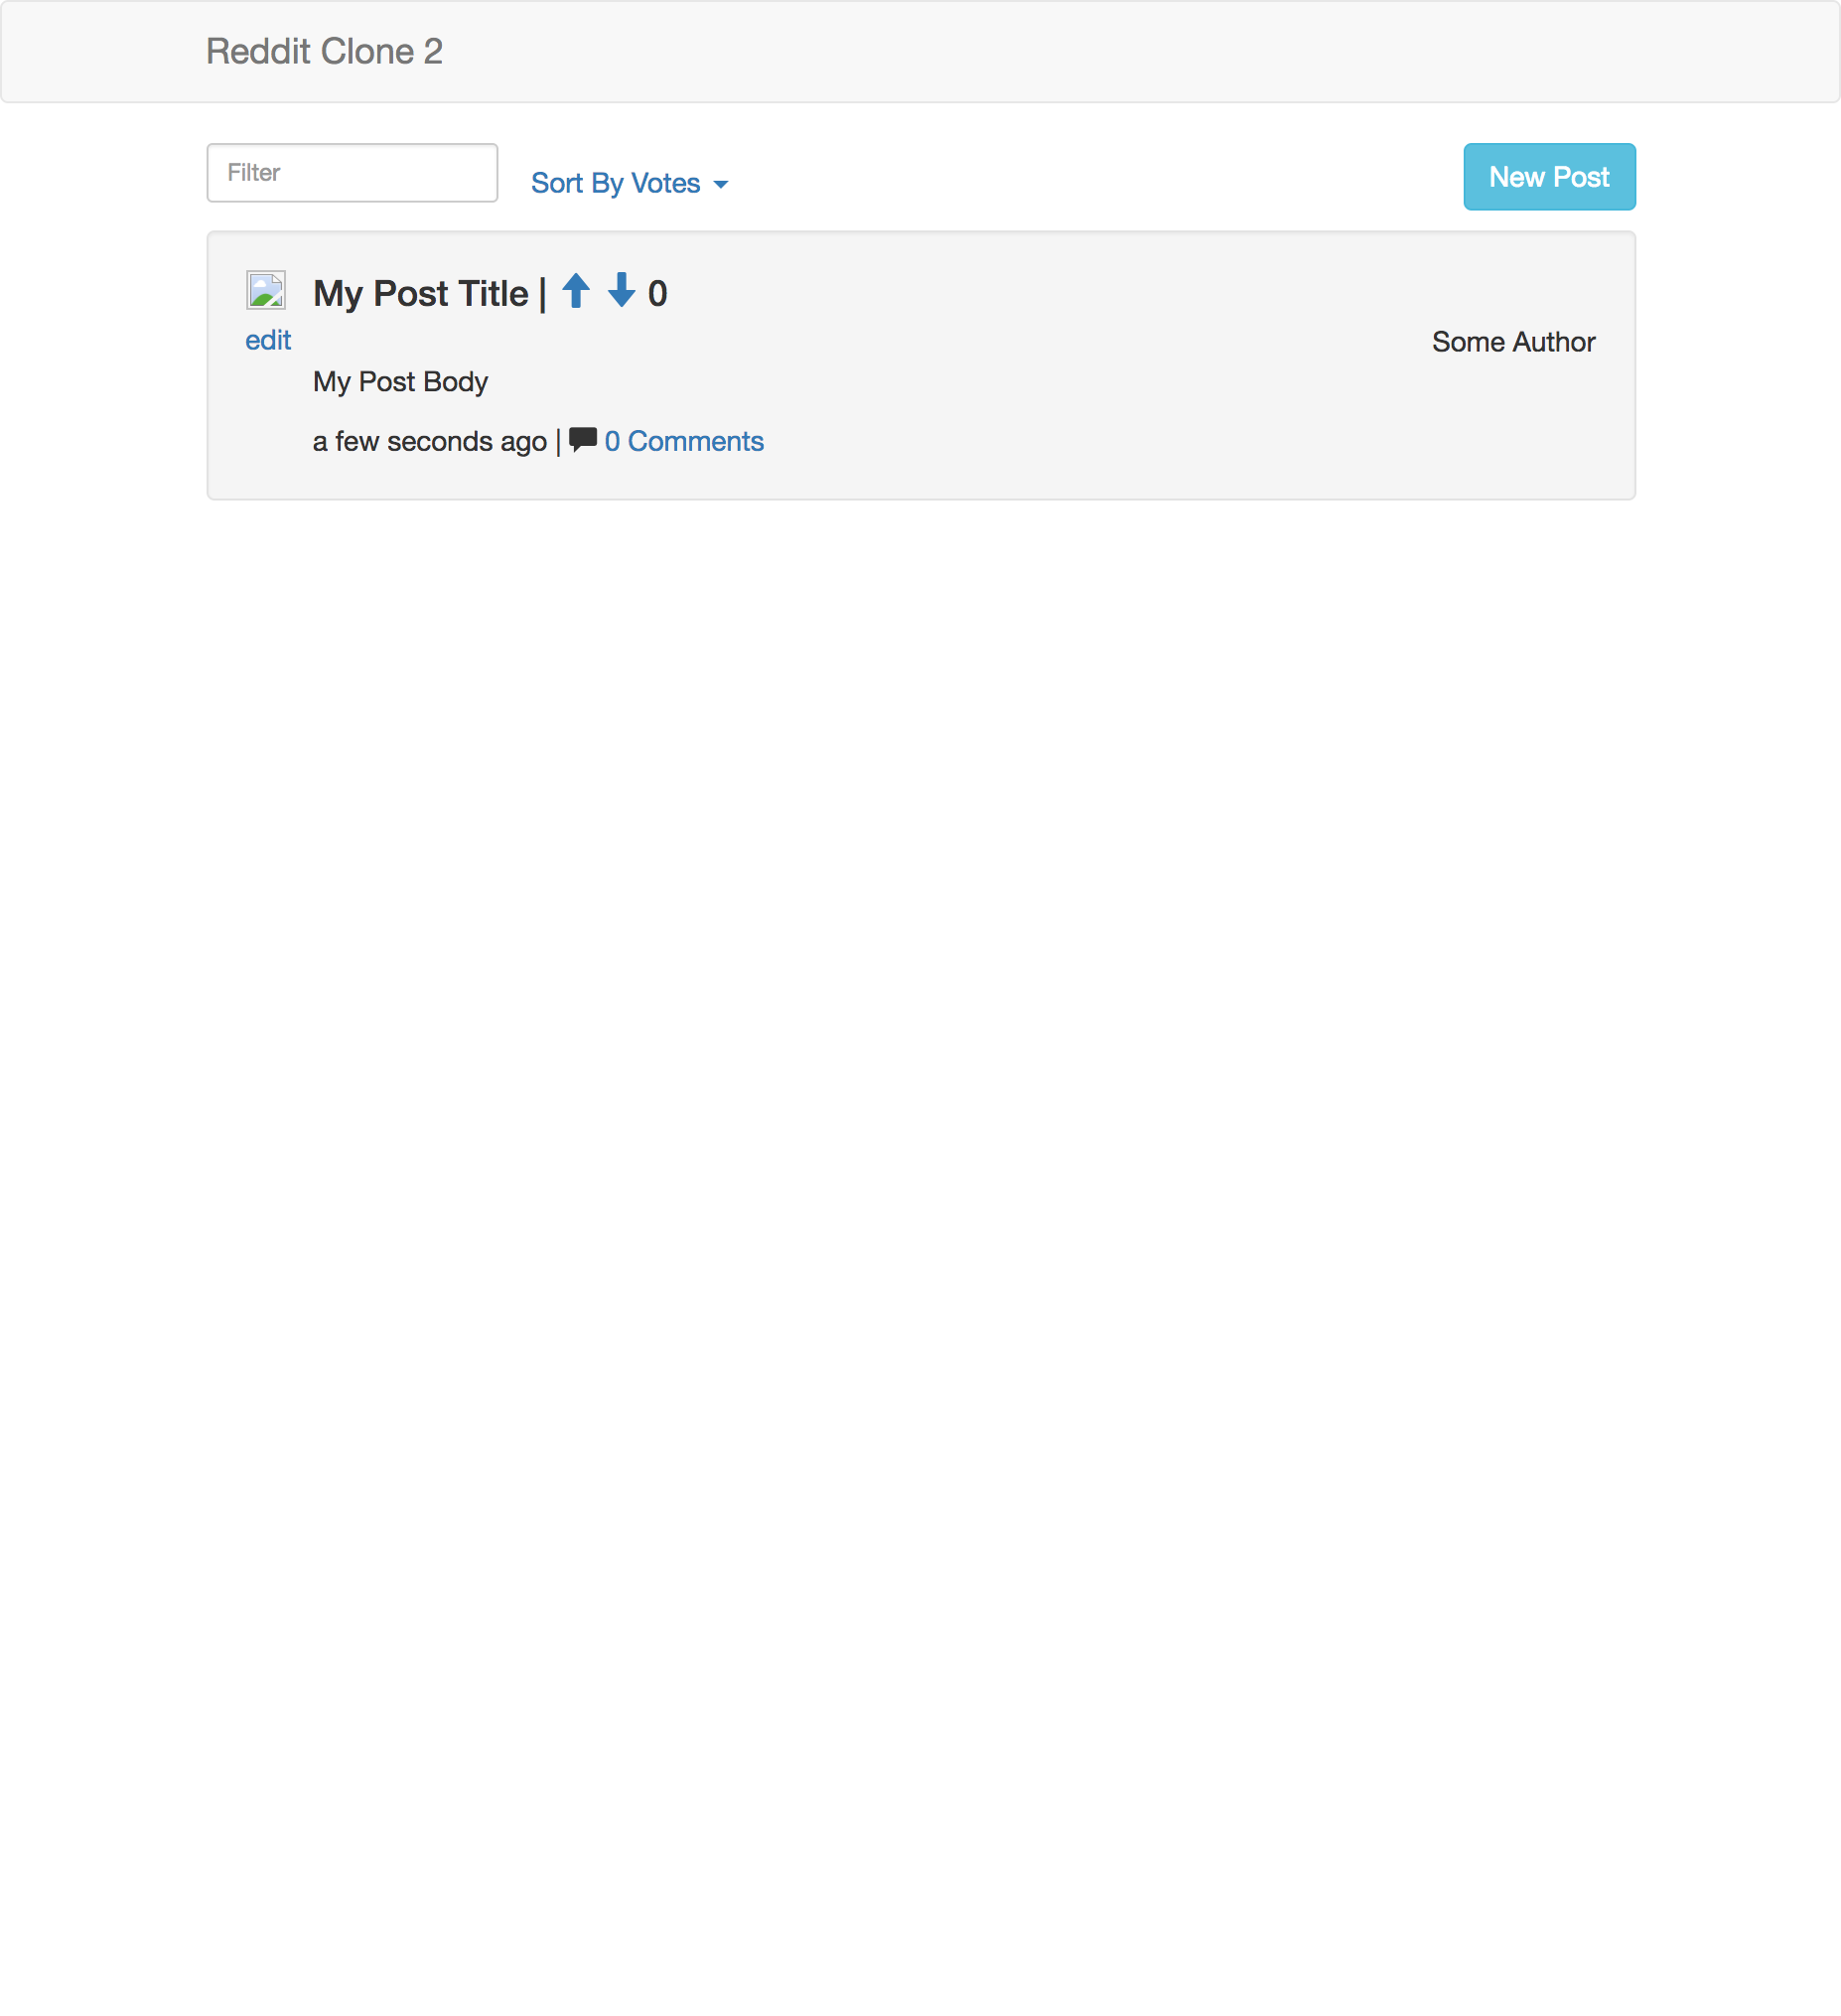 Reddit Clone 2
Filter
Sort By Votes
New Post
My Post Title | 0
edit
Some Author
My Post Body
a few seconds ago | 0 Comments